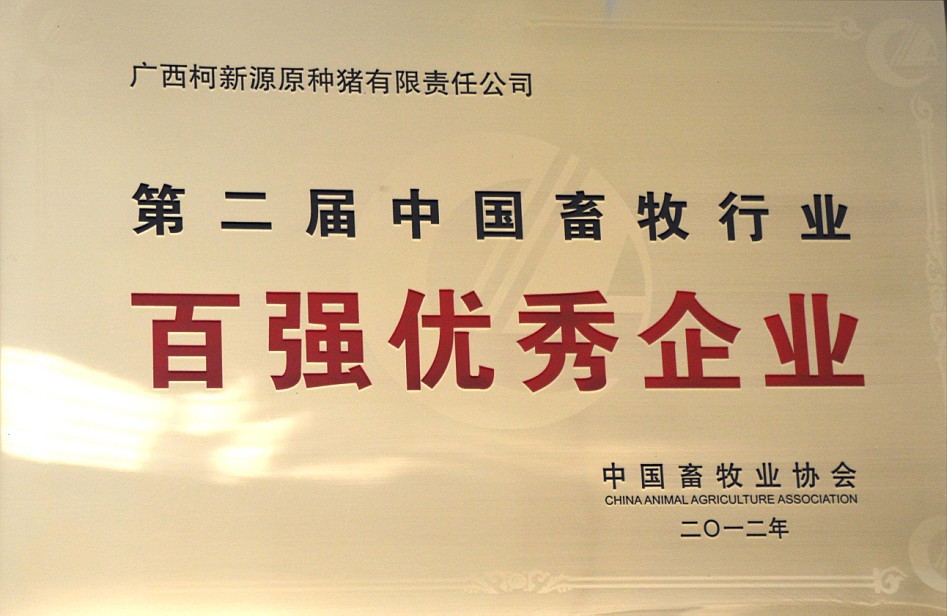 广西柯新源原种猪有限责任公司
第二届中国畜牧行业
百强优秀企业
中国畜牧业协会
CHINA ANIMAL AGRICULTURE ASSOCIATION
二〇一二年